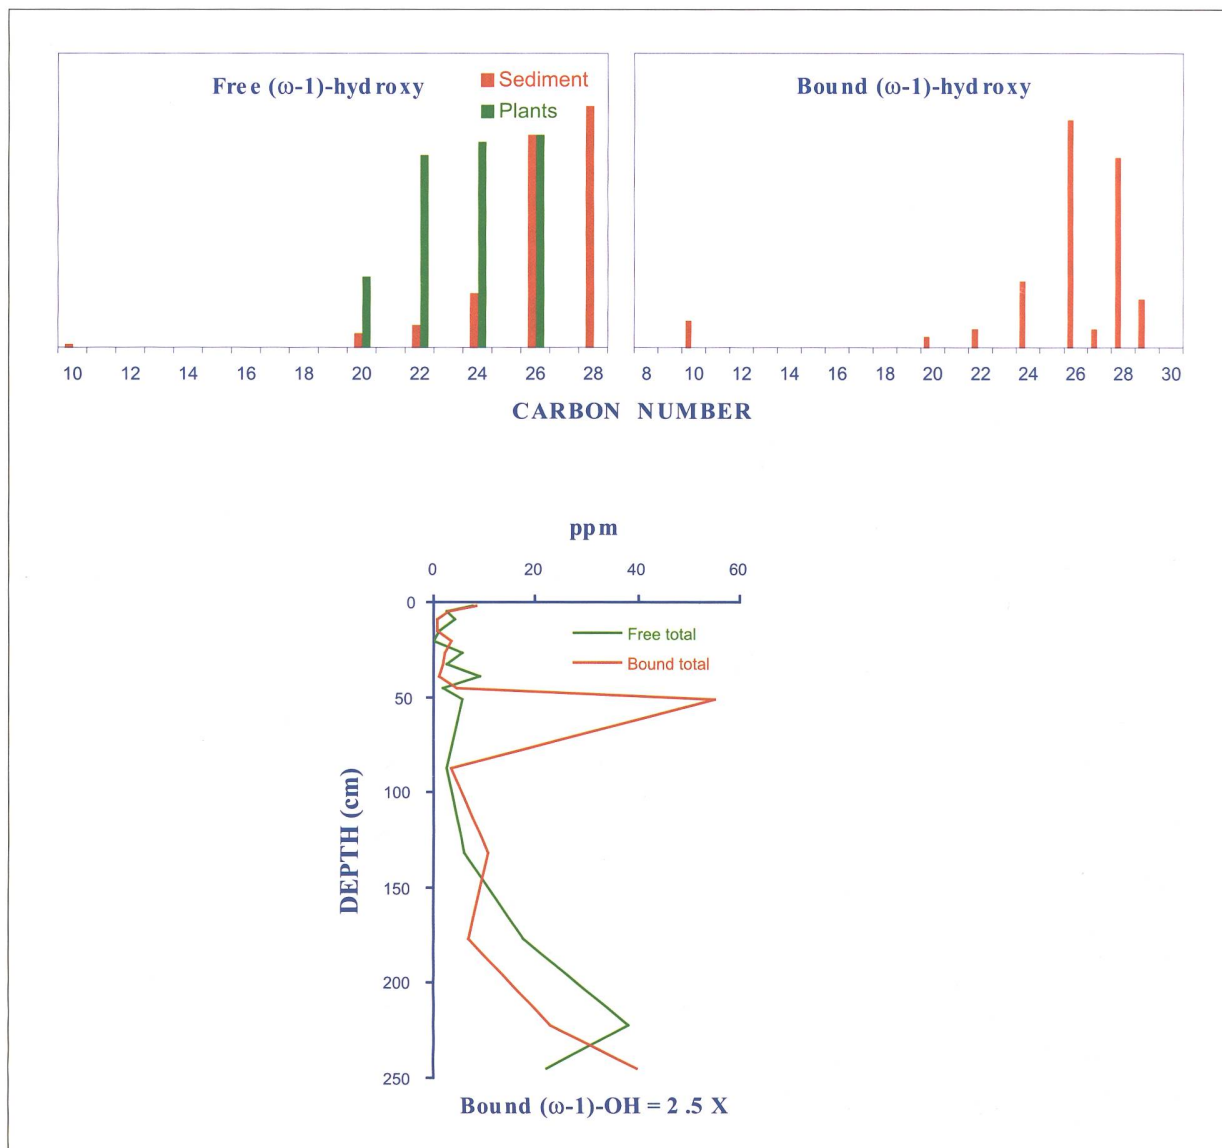 Free (ω-1)-hydroxy
Sediment
Plants
10 12 14 16 18 20 22 24 26 28
Bound (ω-1)-hydroxy
8 10 12 14 16 18 20 22 24 26 28 30
CARBON NUMBER
ppm
0 20 40 60
Free total
Bound total
0
50
100
150
200
250
DEPTH (cm)
Bound (ω-1)-OH = 2.5 X